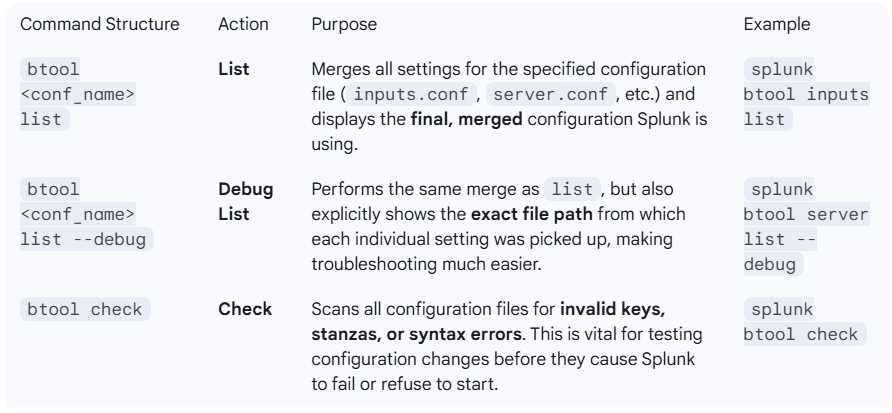 Command Structure Action Purpose Example
btool
<conf_name>
list
List
Merges all settings for the specified configuration
file ( inputs.conf , server.conf , etc.) and
displays the final, merged configuration Splunk is
using.
splunk
btool inputs
list
btool
<conf_name>
list --debug
Debug
List
Performs the same merge as list , but also
explicitly shows the exact file path from which
each individual setting was picked up, making
troubleshooting much easier.
splunk
btool server
list --
debug
btool check
Check
Scans all configuration files for invalid keys,
stanzas, or syntax errors. This is vital for testing
configuration changes before they cause Splunk
to fail or refuse to start.
splunk
btool check